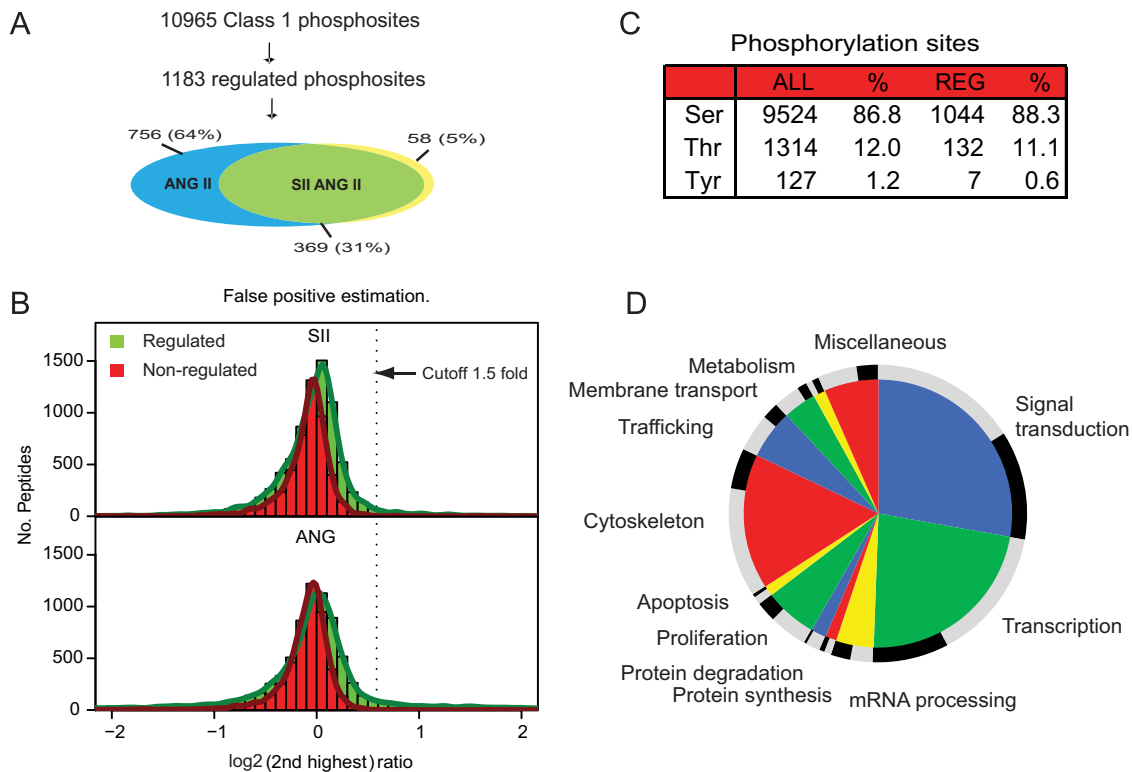 A
10965 Class 1 phosphosites
1183 regulated phosphosites
756 (64%)
58 (5%)
ANG II
SII ANG II
369 (31%)
B
False positive estimation.
SII
Regulated
Non-regulated
Cutoff 1.5 fold
1500
1000
500
0
ANG
1500
1000
500
0
No. Peptides
−2
−1
0
1
2
log2 (2nd highest) ratio
C
Phosphorylation sites
ALL % REG %
Ser 9524 86.8 1044 88.3
Thr 1314 12.0 132 11.1
Tyr 127 1.2 7 0.6
D
Miscellaneous
Metabolism
Membrane transport
Trafficking
Cytoskeleton
Apoptosis
Proliferation
Protein degradation
Protein synthesis
mRNA processing
Transcription
Signal
transduction